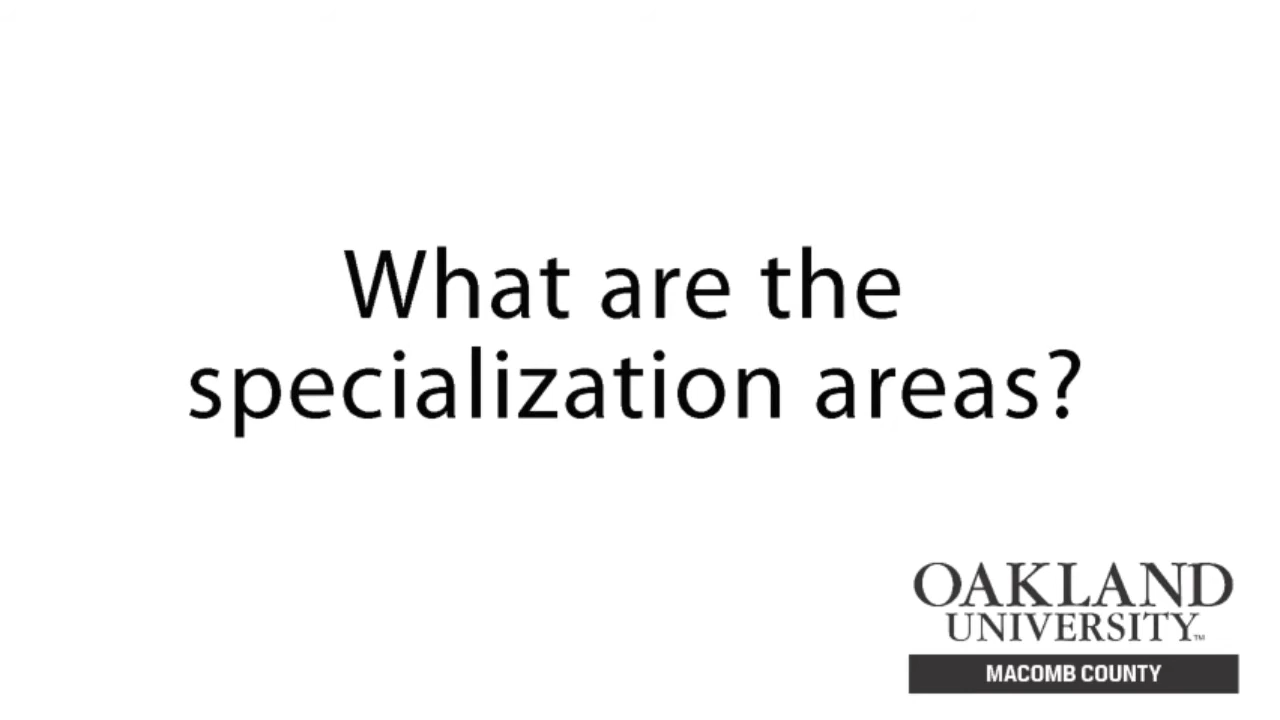 What are the
specialization areas?
OAKLAND
UNIVERSITY™
MACOMB COUNTY